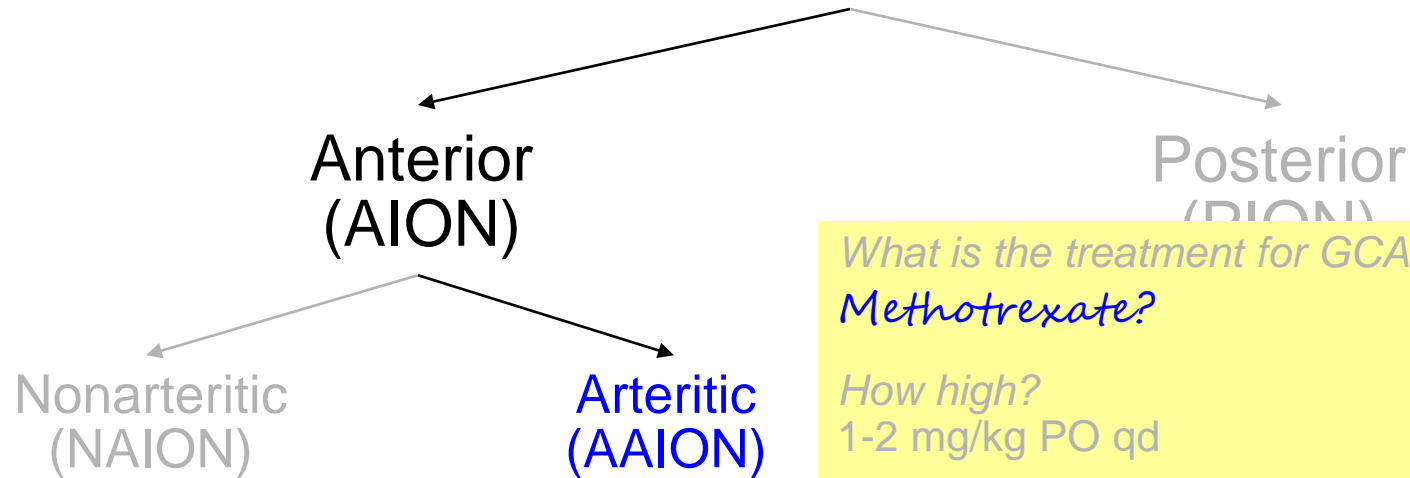 Anterior
(AION)
Posterior
(PION)
Nonarteritic
(NAION)
Arteritic
(AAION)
What is the treatment for GCA
Methotrexate?
How high?
1-2 mg/kg PO qd